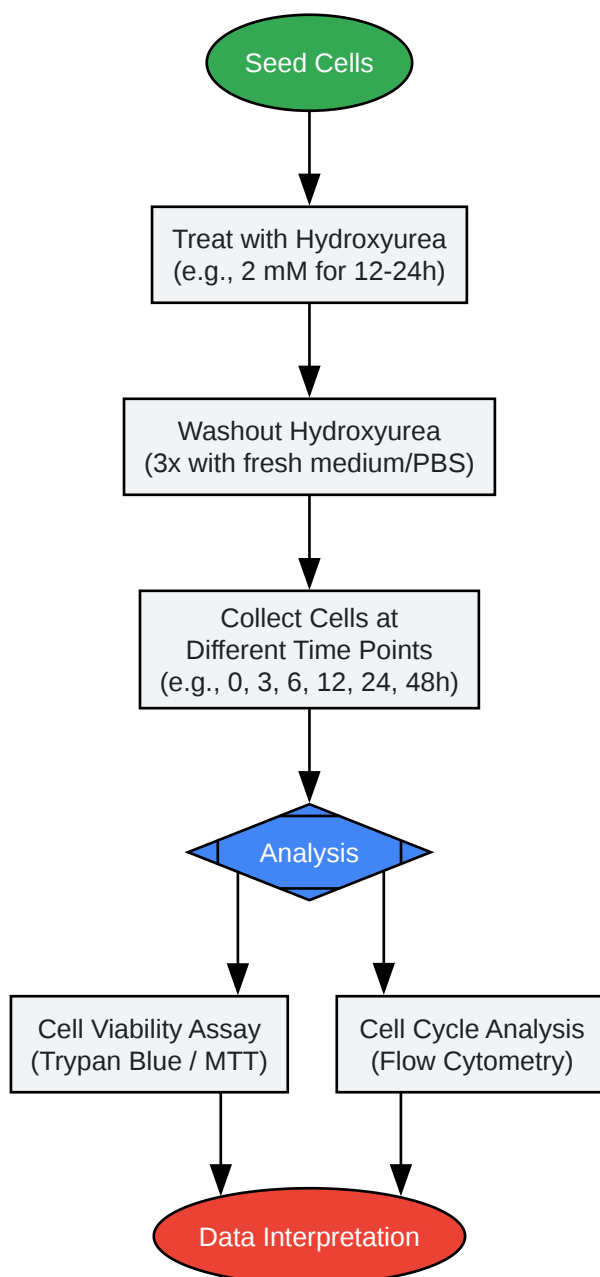 Seed Cells
Treat with Hydroxyurea
(e.g., 2 mM for 12-24h)
Washout Hydroxyurea
(3x with fresh medium/PBS)
Collect Cells at
Different Time Points
(e.g., 0, 3, 6, 12, 24, 48h)
Analysis
Cell Viability Assay
(Trypan Blue / MTT)
Cell Cycle Analysis
(Flow Cytometry)
Data Interpretation